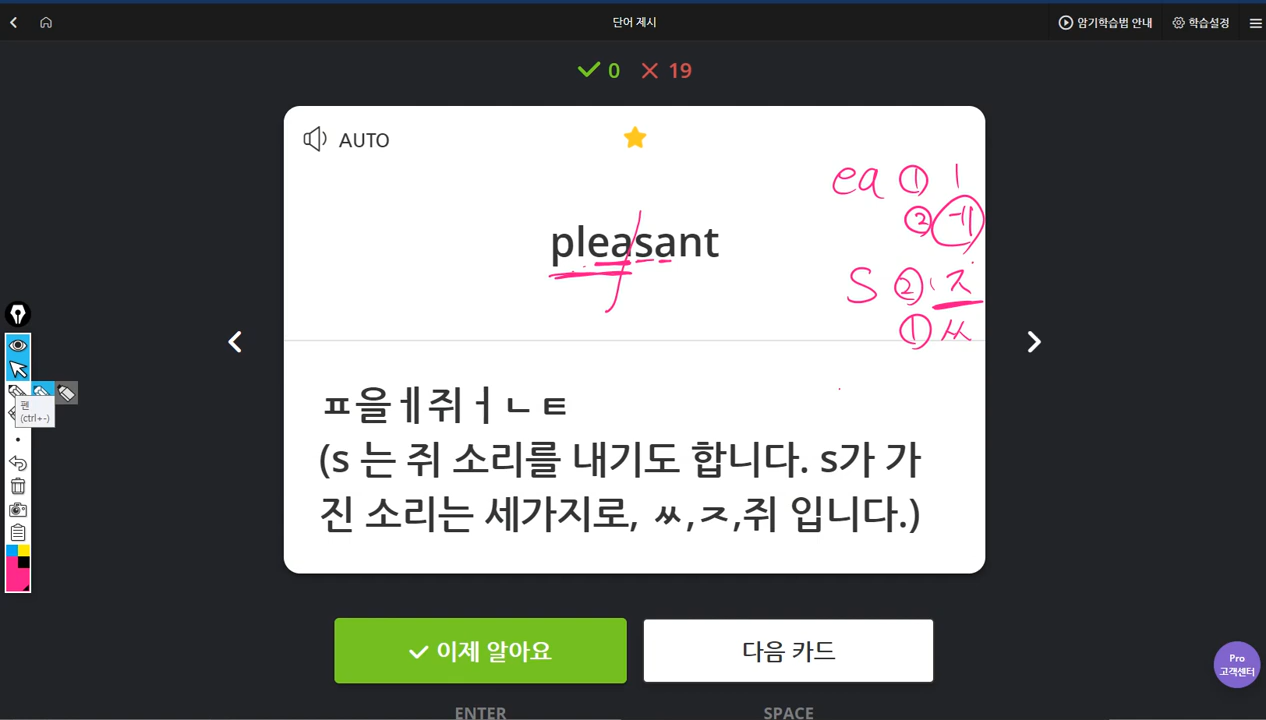 단어 제시
암기학습법 안내
학습설정
0
19
AUTO
ea ① ㅣ
② ㅔ
pleasant
S ② ㅈ
① ㅆ
펜
(ctrl+-)
ㅍ을ㅔ쥐ㅓㄴㅌ
(s 는 쥐 소리를 내기도 합니다. s가 가
진 소리는 세가지로, ㅆ,ㅈ,쥐 입니다.)
이제 알아요
다음 카드
Pro
고객센터
ENTER
SPACE